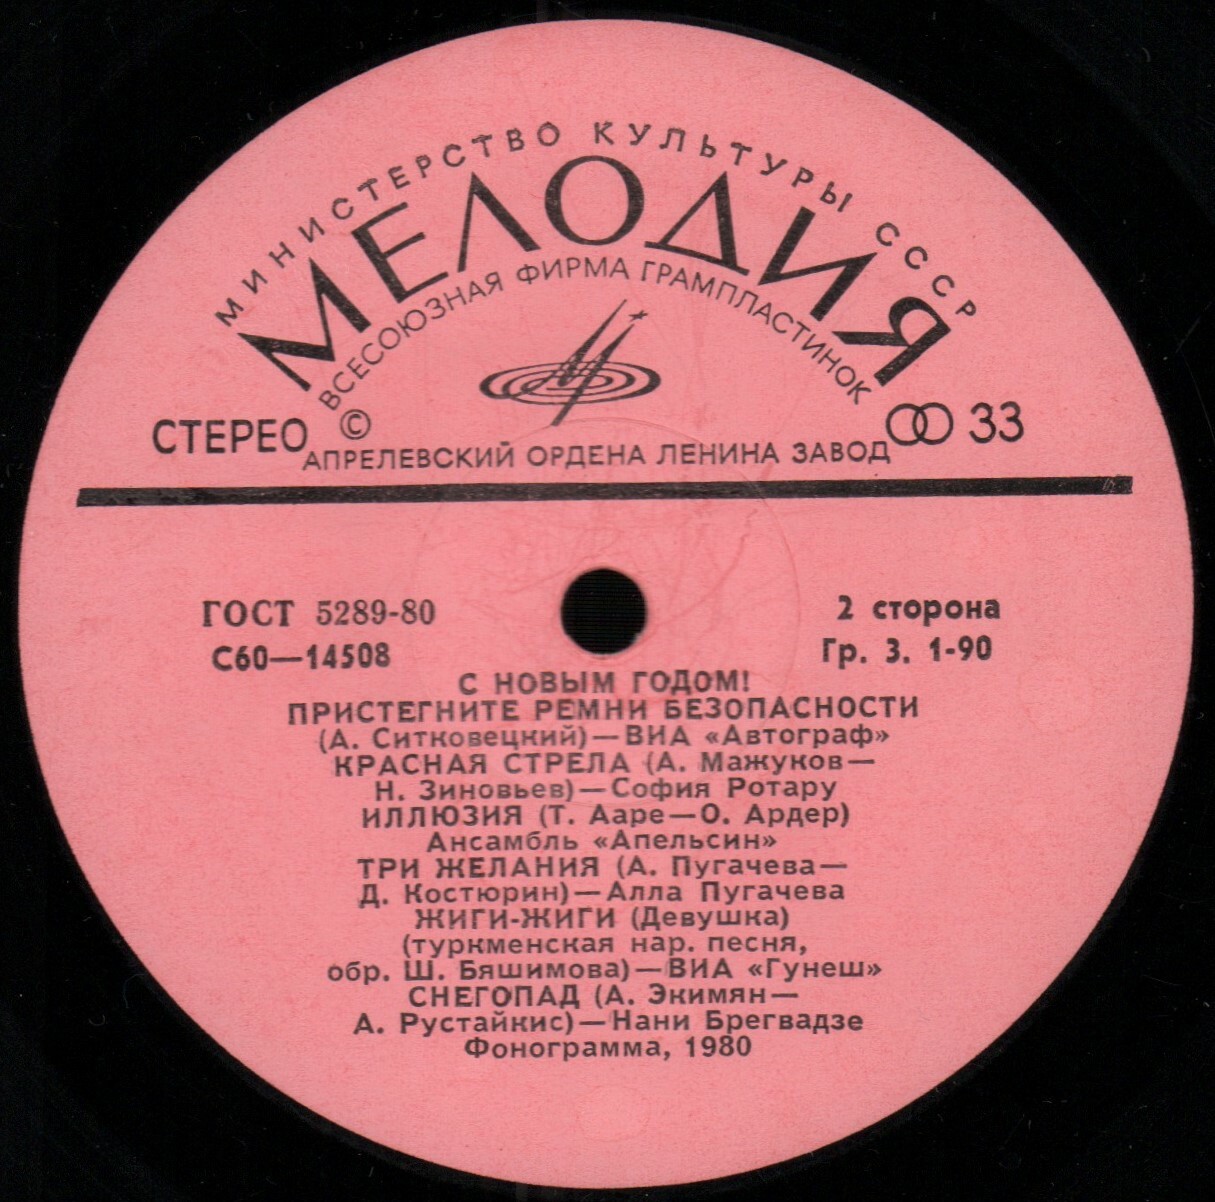 МИНИСТЕРСТВО КУЛЬТУРЫ СССР
МЕЛОДИЯ
ВСЕСОЮЗНАЯ ФИРМА ГРАМПЛАСТИНОК
СТЕРЕО © 33
АПРЕЛЕВСКИЙ ОРДЕНА ЛЕНИНА ЗАВОД
ГОСТ 5289-80 2 сторона
С60—14508 Гр. 3. 1-90
С НОВЫМ ГОДОМ!
ПРИСТЕГНИТЕ РЕМНИ БЕЗОПАСНОСТИ
(А. Ситковецкий)—ВИА «Автограф»
КРАСНАЯ СТРЕЛА (А. Мажуков—
Н. Зиновьев)—София Ротару
ИЛЛЮЗИЯ (Т. Ааре—О. Ардер)
Ансамбль «Апельсин»
ТРИ ЖЕЛАНИЯ (А. Пугачева—
Д. Костюрин)—Алла Пугачева
ЖИГИ-ЖИГИ (Девушка)
(туркменская нар. песня,
обр. Ш. Бяшимова)—ВИА «Гунеш»
СНЕГОПАД (А. Экимян—
А. Рустайкис)—Нани Брегвадзе
Фонограмма, 1980